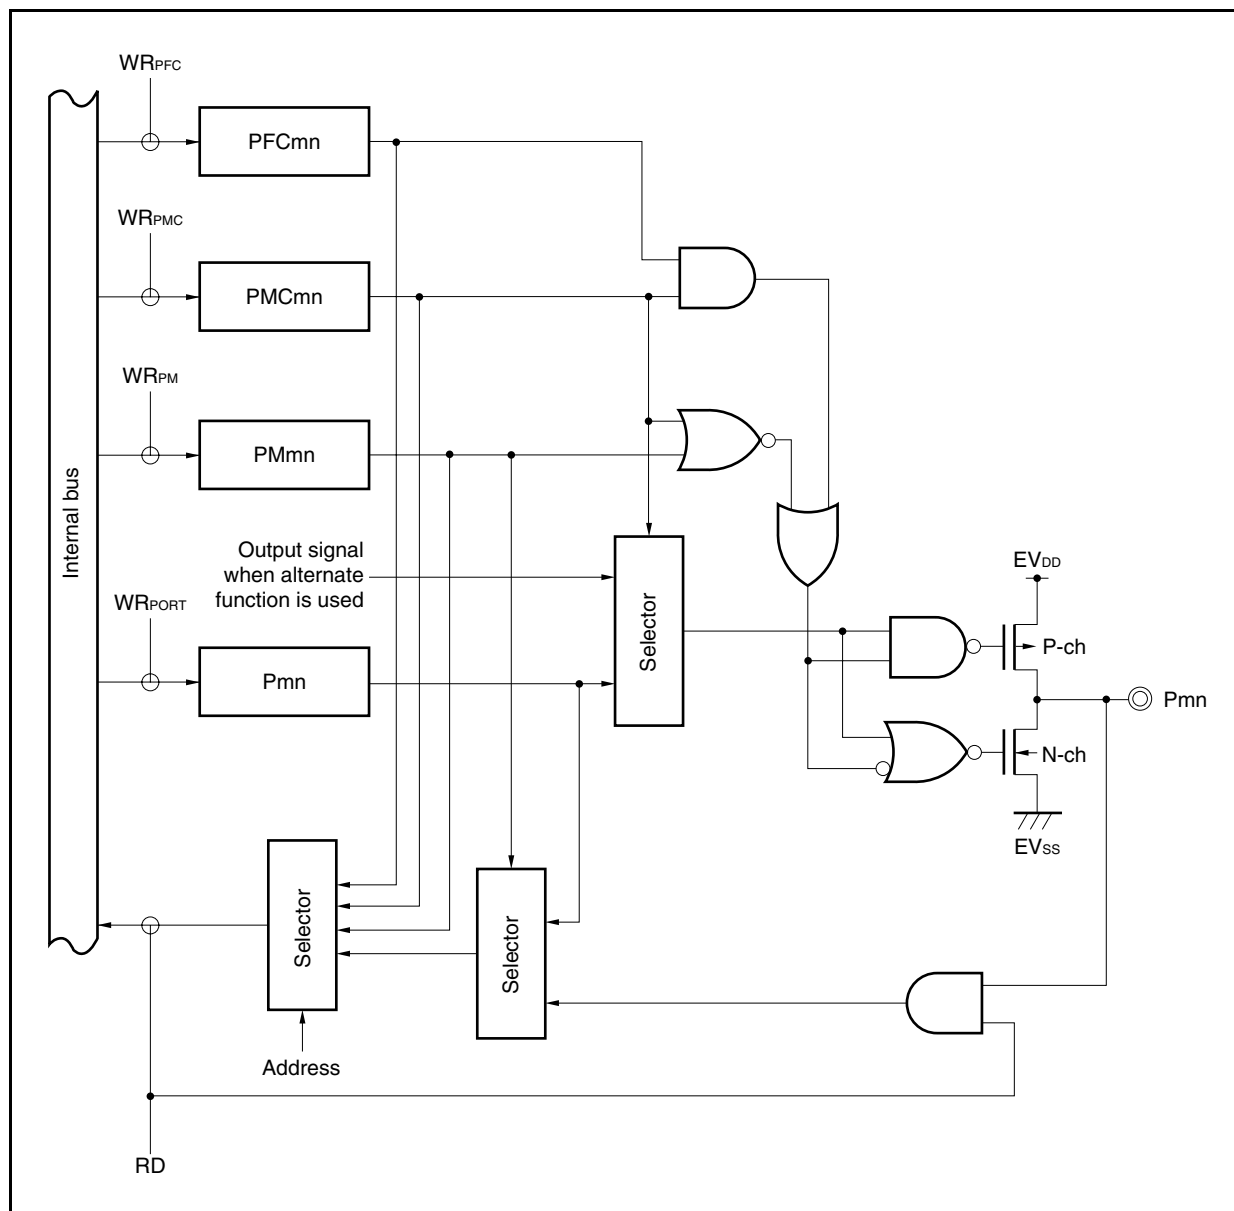 WRPFC
PFCmn
WRPMC
PMCmn
WRPM
PMmn
Internal bus
Output signal
when alternate
function is used
WRPORT
Pmn
Selector
EVDD
P-ch
Pmn
N-ch
EVSS
Selector
Selector
Address
RD